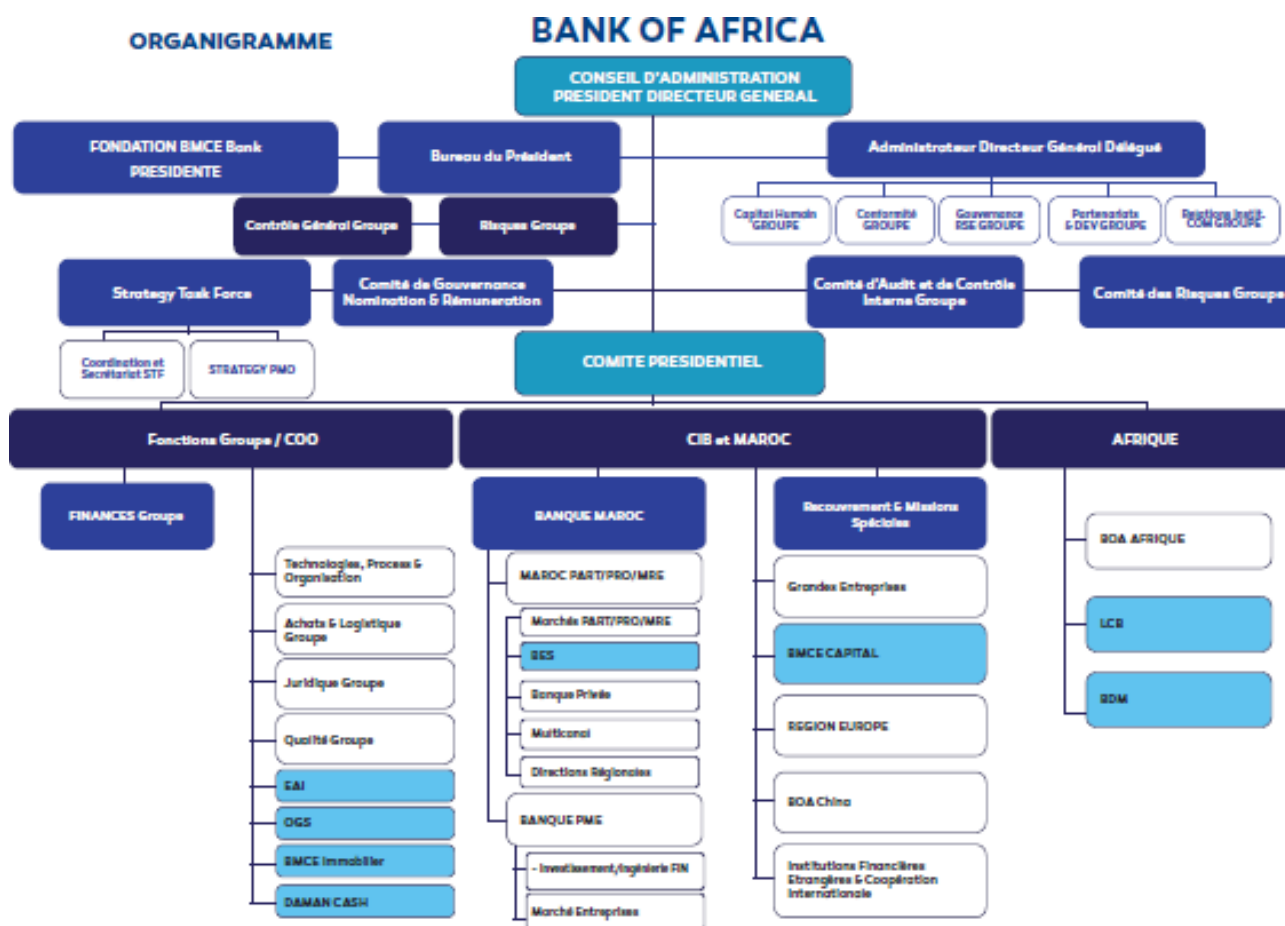 ORGANIGRAMME
BANK OF AFRICA
CONSEIL D'ADMINISTRATION
PRESIDENT DIRECTEUR GENERAL
FONDATION BMCE Bank
PRESIDENTE
Bureau du Président
Administrateur Directeur Général Délégué
Capital Humain
GROUPE
Conformité
GROUPE
Gouvernance
RSE GROUPE
Partenariats
& DEV GROUPE
Relations Instit-
COM GROUPE
Contrôle Général Groupe
Risques Groupe
Strategy Task Force
Comité de Gouvernance
Nomination & Rémuneration
Comité d'Audit et de Contrôle
Interne Groupe
Comité des Risques Groupe
Coordination et
Secrétariat STF
STRATEGY PMO
COMITE PRESIDENTIEL
Fonctions Groupe / COO
CIB et MAROC
AFRIQUE
FINANCES Groupe
Technologies, Process &
Organisation
Achats & Logistique
Groupe
Juridique Groupe
Qualité Groupe
EAI
OGS
BMCE Immobilier
DAMAN CASH
BANQUE MAROC
MAROC PART/PRO/MRE
Marchés PART/PRO/MRE
BES
Banque Privée
Multicanal
Directions Régionales
BANQUE PME
- Investissement/Ingénierie FIN
Marché Entreprises
Recouvrement & Missions
Spéciales
Grandes Entreprises
BMCE CAPITAL
REGION EUROPE
BOA China
Institutions Financières
Etrangères & Coopération
Internationale
BOA AFRIQUE
LCB
BDM